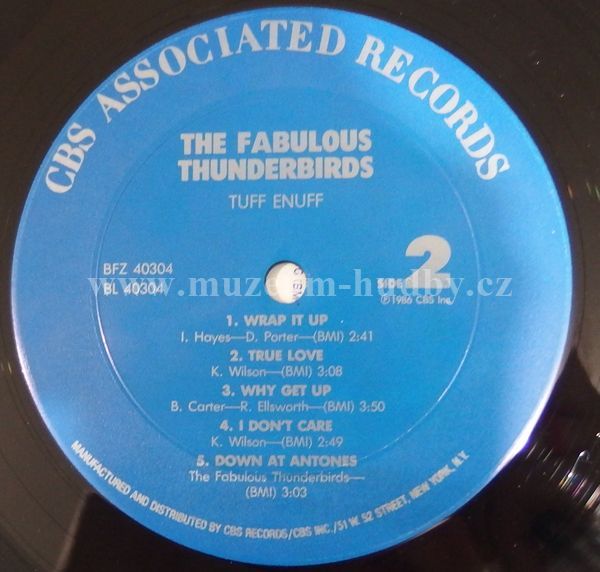 CBS ASSOCIATED RECORDS
THE FABULOUS
THUNDERBIRDS
TUFF ENUFF
BFZ 40304
BL 40304
SIDE 2
℗1986 CBS Inc.
www.muzeum-hudby.cz
1. WRAP IT UP
I. Hayes—D. Porter—(BMI) 2:41
2. TRUE LOVE
K. Wilson—(BMI) 3:08
3. WHY GET UP
B. Carter—R. Ellsworth—(BMI) 3:50
4. I DON'T CARE
K. Wilson—(BMI) 2:49
5. DOWN AT ANTONES
The Fabulous Thunderbirds—
(BMI) 3:03
MANUFACTURED AND DISTRIBUTED BY CBS RECORDS/CBS INC./51 W. 52 STREET, NEW YORK, N.Y.